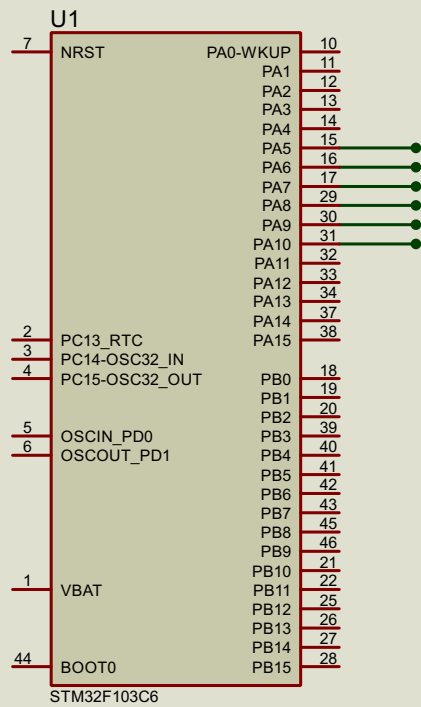 U1
7 NRST PA0-WKUP 10
PA1 11
PA2 12
PA3 13
PA4 14
PA5 15
PA6 16
PA7 17
PA8 29
PA9 30
PA10 31
PA11 32
PA12 33
PA13 34
PA14 37
2 PC13_RTC PA15 38
3 PC14-OSC32_IN
4 PC15-OSC32_OUT PB0 18
PB1 19
PB2 20
5 OSCIN_PD0 PB3 39
6 OSCOUT_PD1 PB4 40
PB5 41
PB6 42
PB7 43
PB8 45
PB9 46
PB10 21
1 VBAT PB11 22
PB12 25
PB13 26
PB14 27
44 BOOT0 PB15 28
STM32F103C6